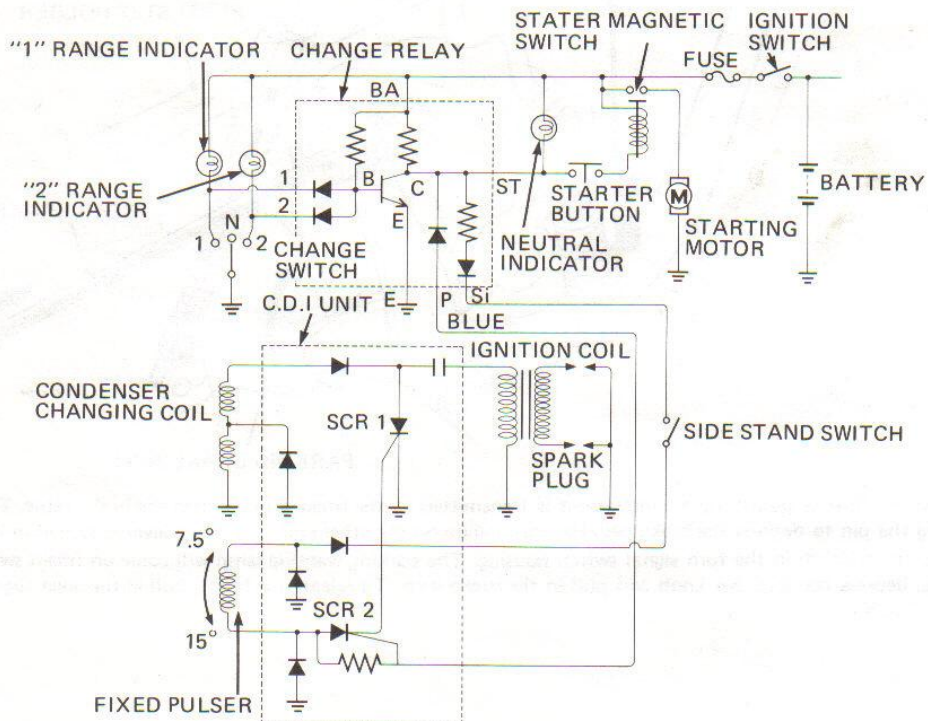 STATER MAGNETIC
SWITCH
IGNITION
SWITCH
"1" RANGE INDICATOR
CHANGE RELAY
FUSE
BA
"2" RANGE
INDICATOR
1
B
C
ST
2
E
N
1
2
STARTER
BUTTON
M
BATTERY
CHANGE
SWITCH
NEUTRAL
INDICATOR
STARTING
MOTOR
C.D.I UNIT
E
P
Si
BLUE
IGNITION COIL
CONDENSER
CHANGING COIL
SCR 1
SIDE STAND SWITCH
SPARK
PLUG
7.5°
SCR 2
15°
FIXED PULSER